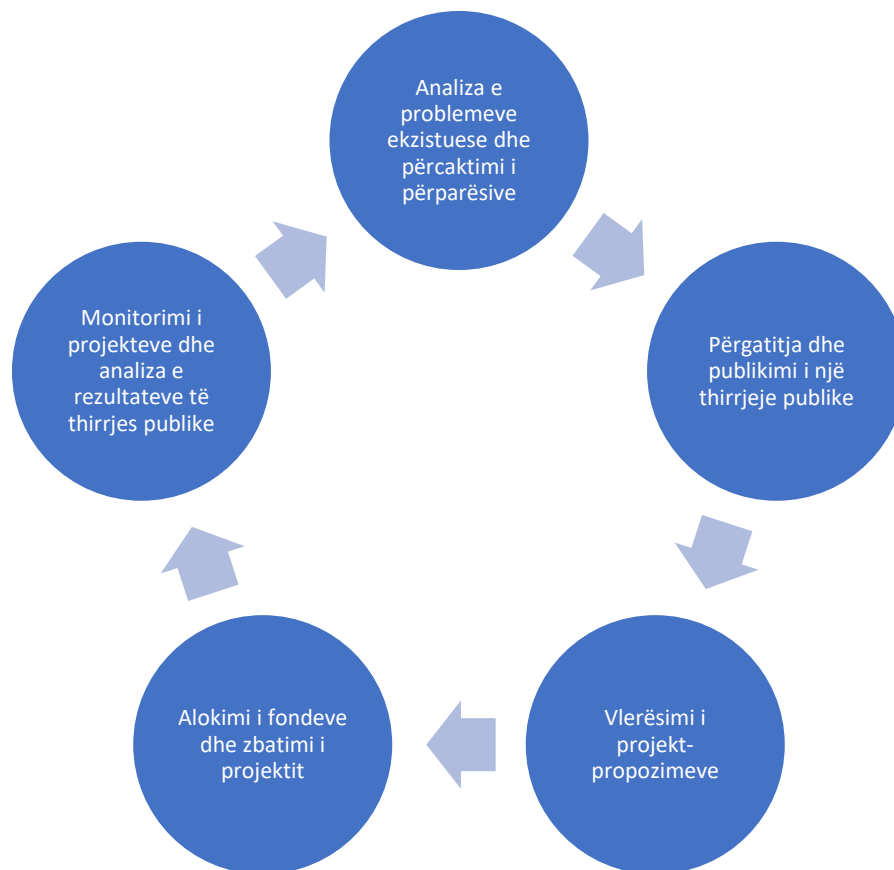 Analiza e
problemeve
ekzistuese dhe
përcaktimi i
përparësive
Përgatitja dhe
publikimi i një
thirrjeje publike
Vlerësimi i
projekt-
propozimeve
Alokimi i fondeve
dhe zbatimi i
projektit
Monitorimi i
projekteve dhe
analiza e
rezultateve të
thirrjes publike